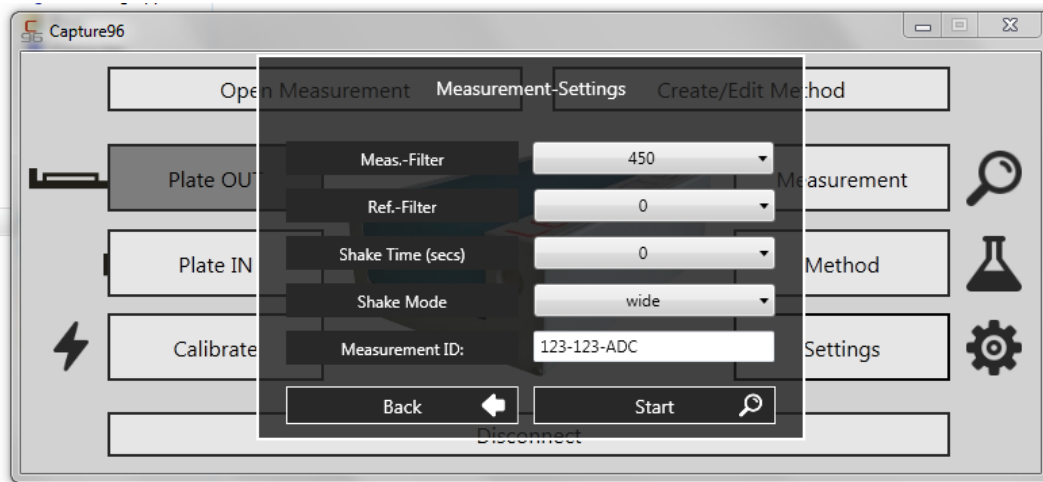 Capture96
Open Measurement
Measurement-Settings
Create/Edit Method
Meas.-Filter 450
Plate OUT
Measurement
Ref.-Filter 0
Shake Time (secs) 0
Plate IN
Method
Shake Mode wide
Calibrate
Measurement ID: 123-123-ADC
Settings
Back Start
Disconnect